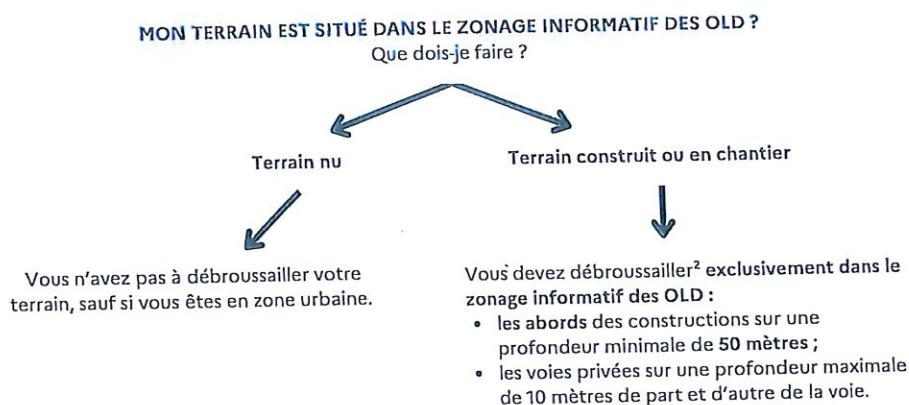 MON TERRAIN EST SITUÉ DANS LE ZONAGE INFORMATIF DES OLD ?
Que dois-je faire ?
Terrain nu
Terrain construit ou en chantier
Vous n'avez pas à débroussailler votre
terrain, sauf si vous êtes en zone urbaine.
Vous devez débroussailler² exclusivement dans le
zonage informatif des OLD :
• les abords des constructions sur une
profondeur minimale de 50 mètres ;
• les voies privées sur une profondeur maximale
de 10 mètres de part et d'autre de la voie.